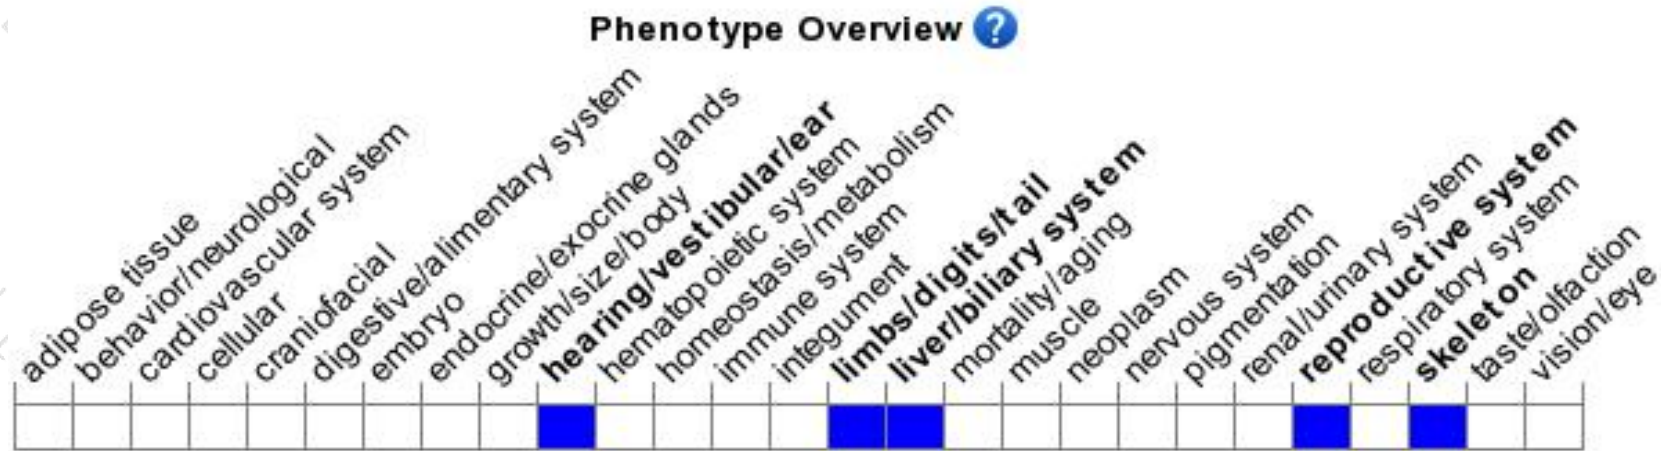 Phenotype Overview ?
adipose tissue
behavior/neurological
cardiovascular system
cellular
craniofacial
digestive/alimentary system
embryo
endocrine/exocrine glands
growth/size/body
hearing/vestibular/ear
hematopoietic system
homeostasis/metabolism
immune system
integument
limbs/digits/tail
liver/biliary system
mortality/aging
muscle
neoplasm
nervous system
pigmentation
renal/urinary system
reproductive system
respiratory system
skeleton
taste/olfaction
vision/eye